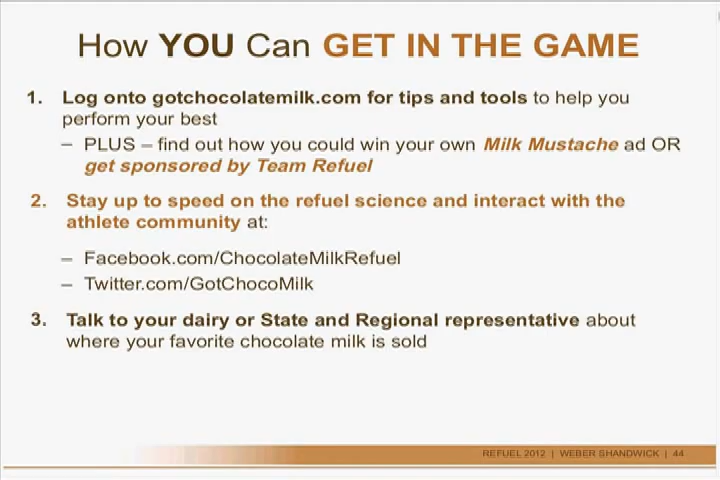 How YOU Can GET IN THE GAME
1. Log onto gotchocolatemilk.com for tips and tools to help you
perform your best
– PLUS – find out how you could win your own Milk Mustache ad OR
get sponsored by Team Refuel
2. Stay up to speed on the refuel science and interact with the
athlete community at:
– Facebook.com/ChocolateMilkRefuel
– Twitter.com/GotChocoMilk
3. Talk to your dairy or State and Regional representative about
where your favorite chocolate milk is sold
REFUEL 2012 | WEBER SHANDWICK | 44